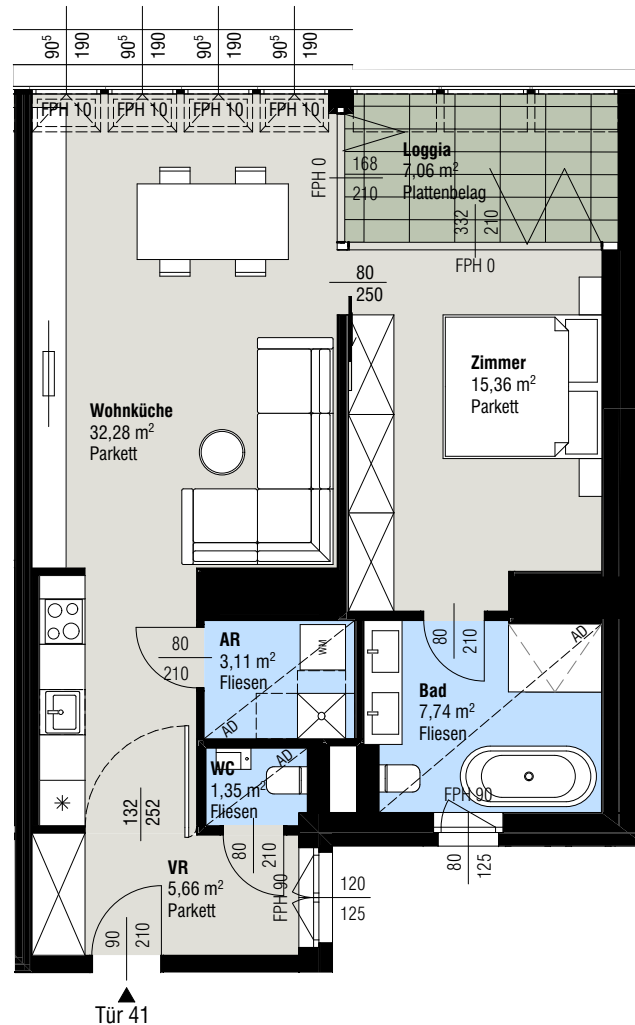 90⁵ 190 90⁵ 190 90⁵ 190 90⁵ 190
FPH 10 FPH 10 FPH 10 FPH 10
Loggia
7,06 m²
Plattenbelag
FPH 0
168
210
332
210
FPH 0
80
250
Zimmer
15,36 m²
Parkett
Wohnküche
32,28 m²
Parkett
AR
3,11 m²
Fliesen
80
210
WM
AD
80
210
AD
Bad
7,74 m²
Fliesen
WC
1,35 m²
Fliesen
AD
FPH 90
80
125
132
252
80
210
VR
5,66 m²
Parkett
FPH 90
120
125
90
210
Tür 41